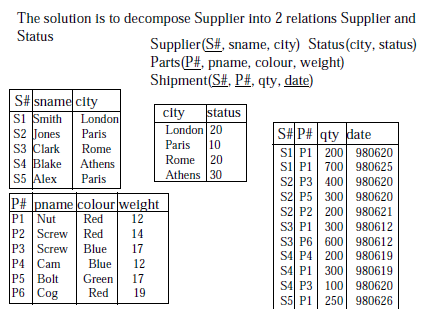 The solution is to decompose Supplier into 2 relations Supplier and
Status
Supplier(S#, sname, city) Status(city, status)
Parts(P#, pname, colour, weight)
Shipment(S#, P#, qty, date)
S# sname city
S1 Smith London
S2 Jones Paris
S3 Clark Rome
S4 Blake Athens
S5 Alex Paris
city status
London 20
Paris 10
Rome 20
Athens 30
S# P# qty date
S1 P1 200 980620
S1 P1 700 980625
S2 P3 400 980620
S2 P5 300 980620
S2 P2 200 980621
S3 P1 300 980612
S3 P6 600 980612
S4 P4 200 980619
S4 P1 300 980619
S4 P3 100 980620
S5 P1 250 980626
P# pname colour weight
P1 Nut Red 12
P2 Screw Red 14
P3 Screw Blue 17
P4 Cam Blue 12
P5 Bolt Green 17
P6 Cog Red 19